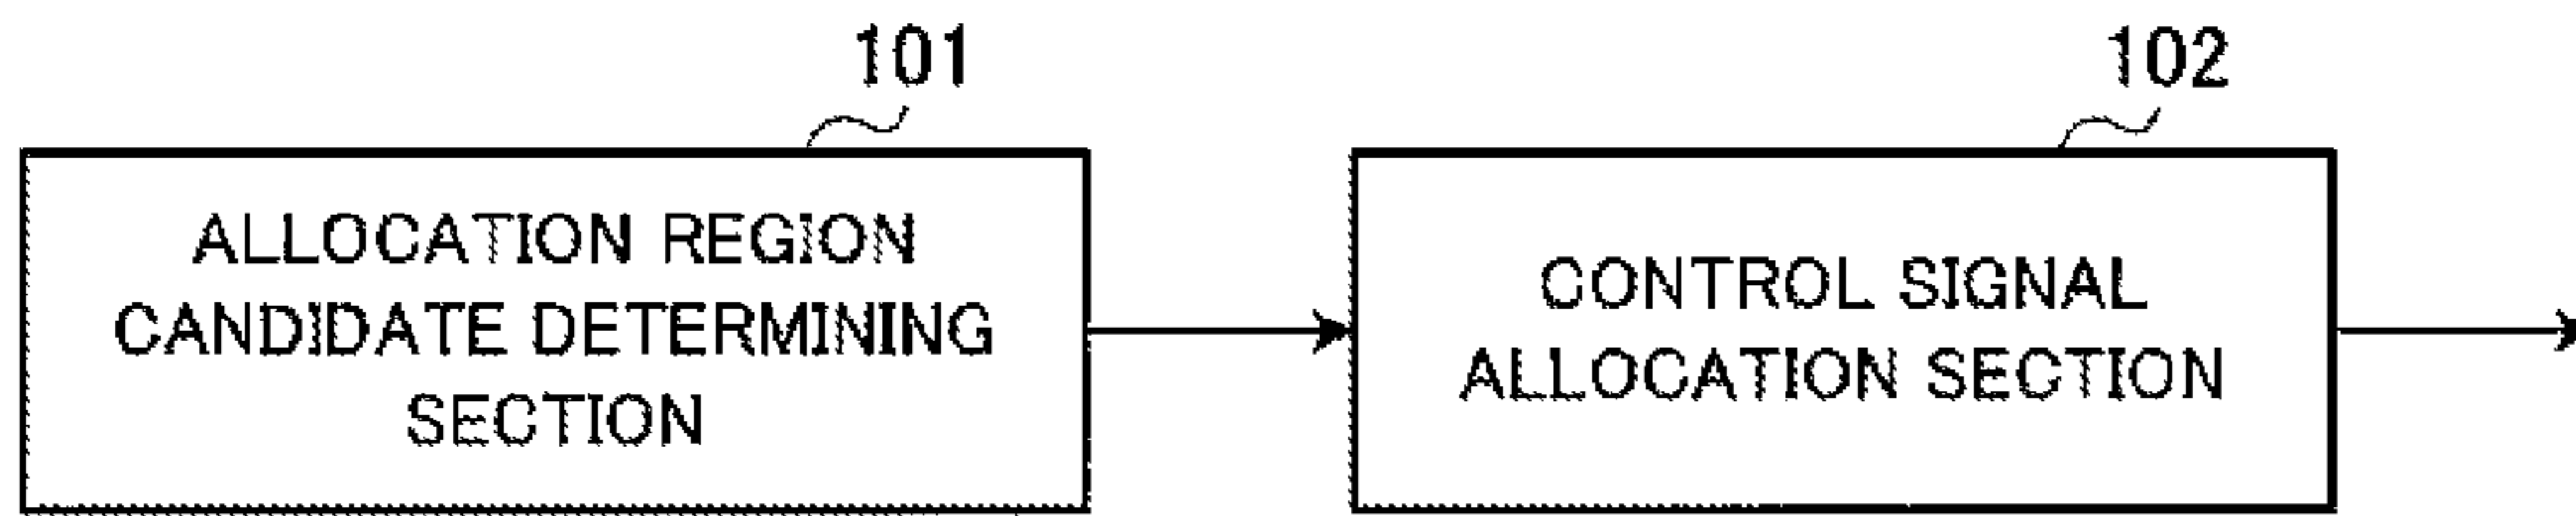 101
ALLOCATION REGION
CANDIDATE DETERMINING
SECTION
102
CONTROL SIGNAL
ALLOCATION SECTION